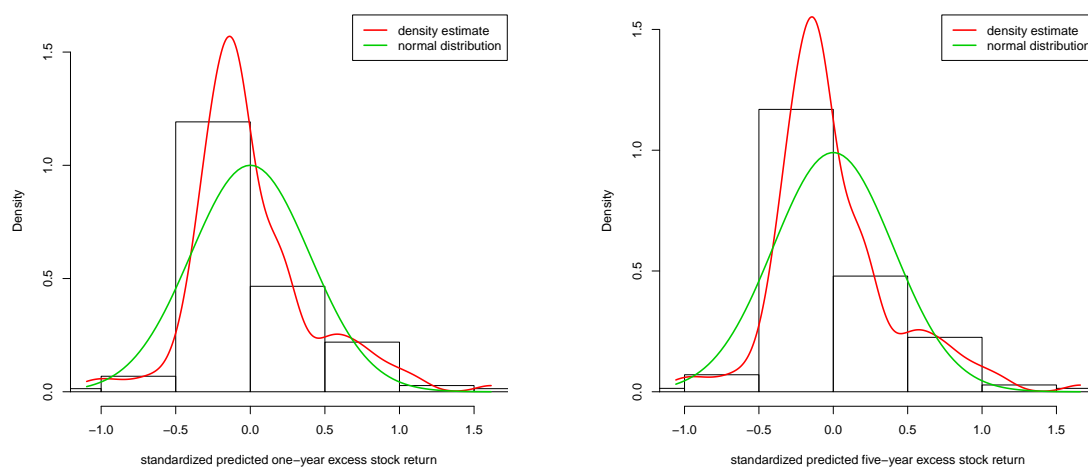 density estimate
normal distribution
Density
0.0
0.5
1.0
1.5
−1.0
−0.5
0.0
0.5
1.0
1.5
standardized predicted one−year excess stock return
density estimate
normal distribution
Density
0.0
0.5
1.0
1.5
−1.0
−0.5
0.0
0.5
1.0
1.5
standardized predicted five−year excess stock return